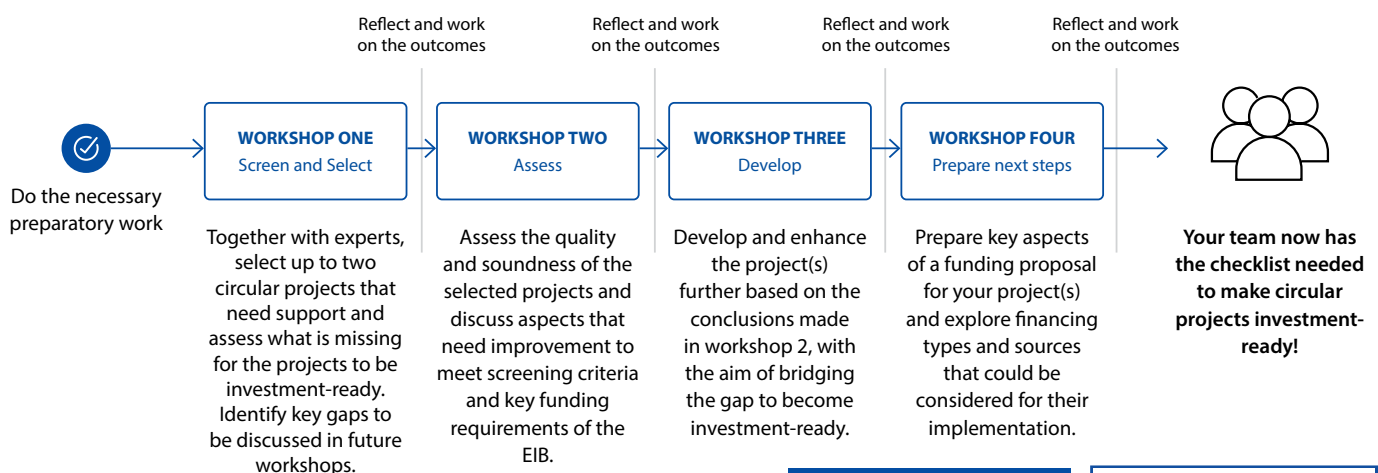 Reflect and work
on the outcomes
Reflect and work
on the outcomes
Reflect and work
on the outcomes
Reflect and work
on the outcomes
Do the necessary
preparatory work
WORKSHOP ONE
Screen and Select
Together with experts,
select up to two
circular projects that
need support and
assess what is missing
for the projects to be
investment-ready.
Identify key gaps to
be discussed in future
workshops.
WORKSHOP TWO
Assess
Assess the quality
and soundness of the
selected projects and
discuss aspects that
need improvement to
meet screening criteria
and key funding
requirements of the
EIB.
WORKSHOP THREE
Develop
Develop and enhance
the project(s)
further based on the
conclusions made
in workshop 2, with
the aim of bridging
the gap to become
investment-ready.
WORKSHOP FOUR
Prepare next steps
Prepare key aspects
of a funding proposal
for your project(s)
and explore financing
types and sources
that could be
considered for their
implementation.
Your team now has
the checklist needed
to make circular
projects investment-
ready!